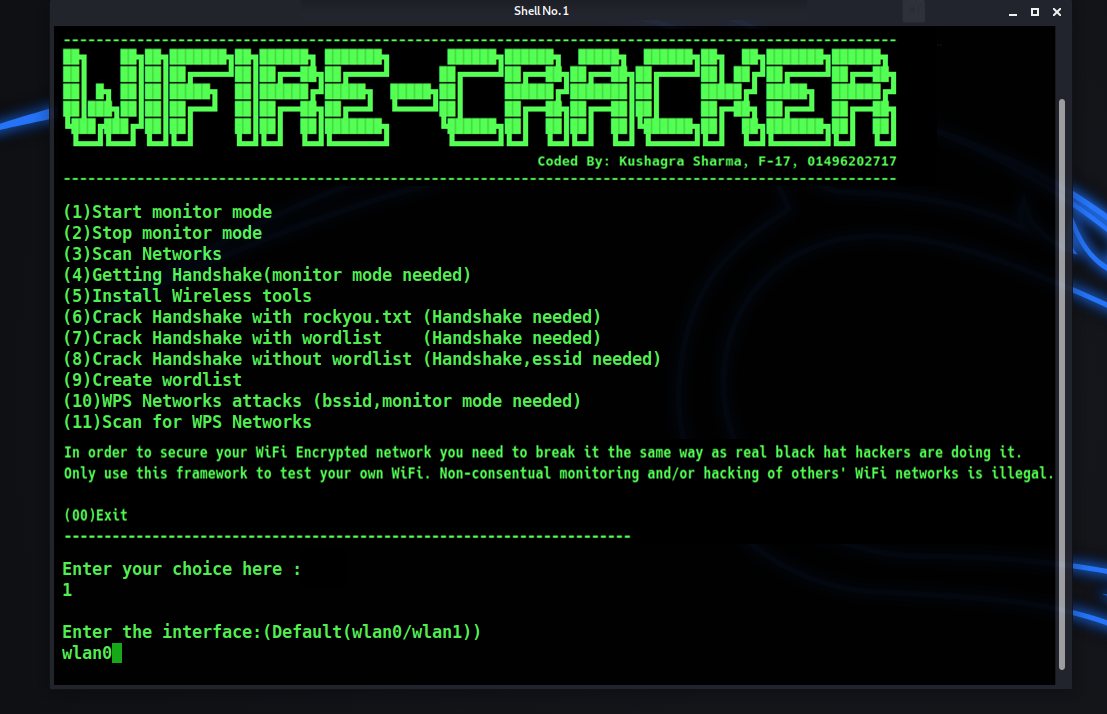 Shell No. 1
WIFI-CRACKER
Coded By: Kushagra Sharma, F-17, 01496202717
(1)Start monitor mode
(2)Stop monitor mode
(3)Scan Networks
(4)Getting Handshake(monitor mode needed)
(5)Install Wireless tools
(6)Crack Handshake with rockyou.txt (Handshake needed)
(7)Crack Handshake with wordlist    (Handshake needed)
(8)Crack Handshake without wordlist (Handshake,essid needed)
(9)Create wordlist
(10)WPS Networks attacks (bssid,monitor mode needed)
(11)Scan for WPS Networks
In order to secure your WiFi Encrypted network you need to break it the same way as real black hat hackers are doing it.
Only use this framework to test your own WiFi. Non-consentual monitoring and/or hacking of others' WiFi networks is illegal.
(00)Exit
Enter your choice here :
1
Enter the interface:(Default(wlan0/wlan1))
wlan0